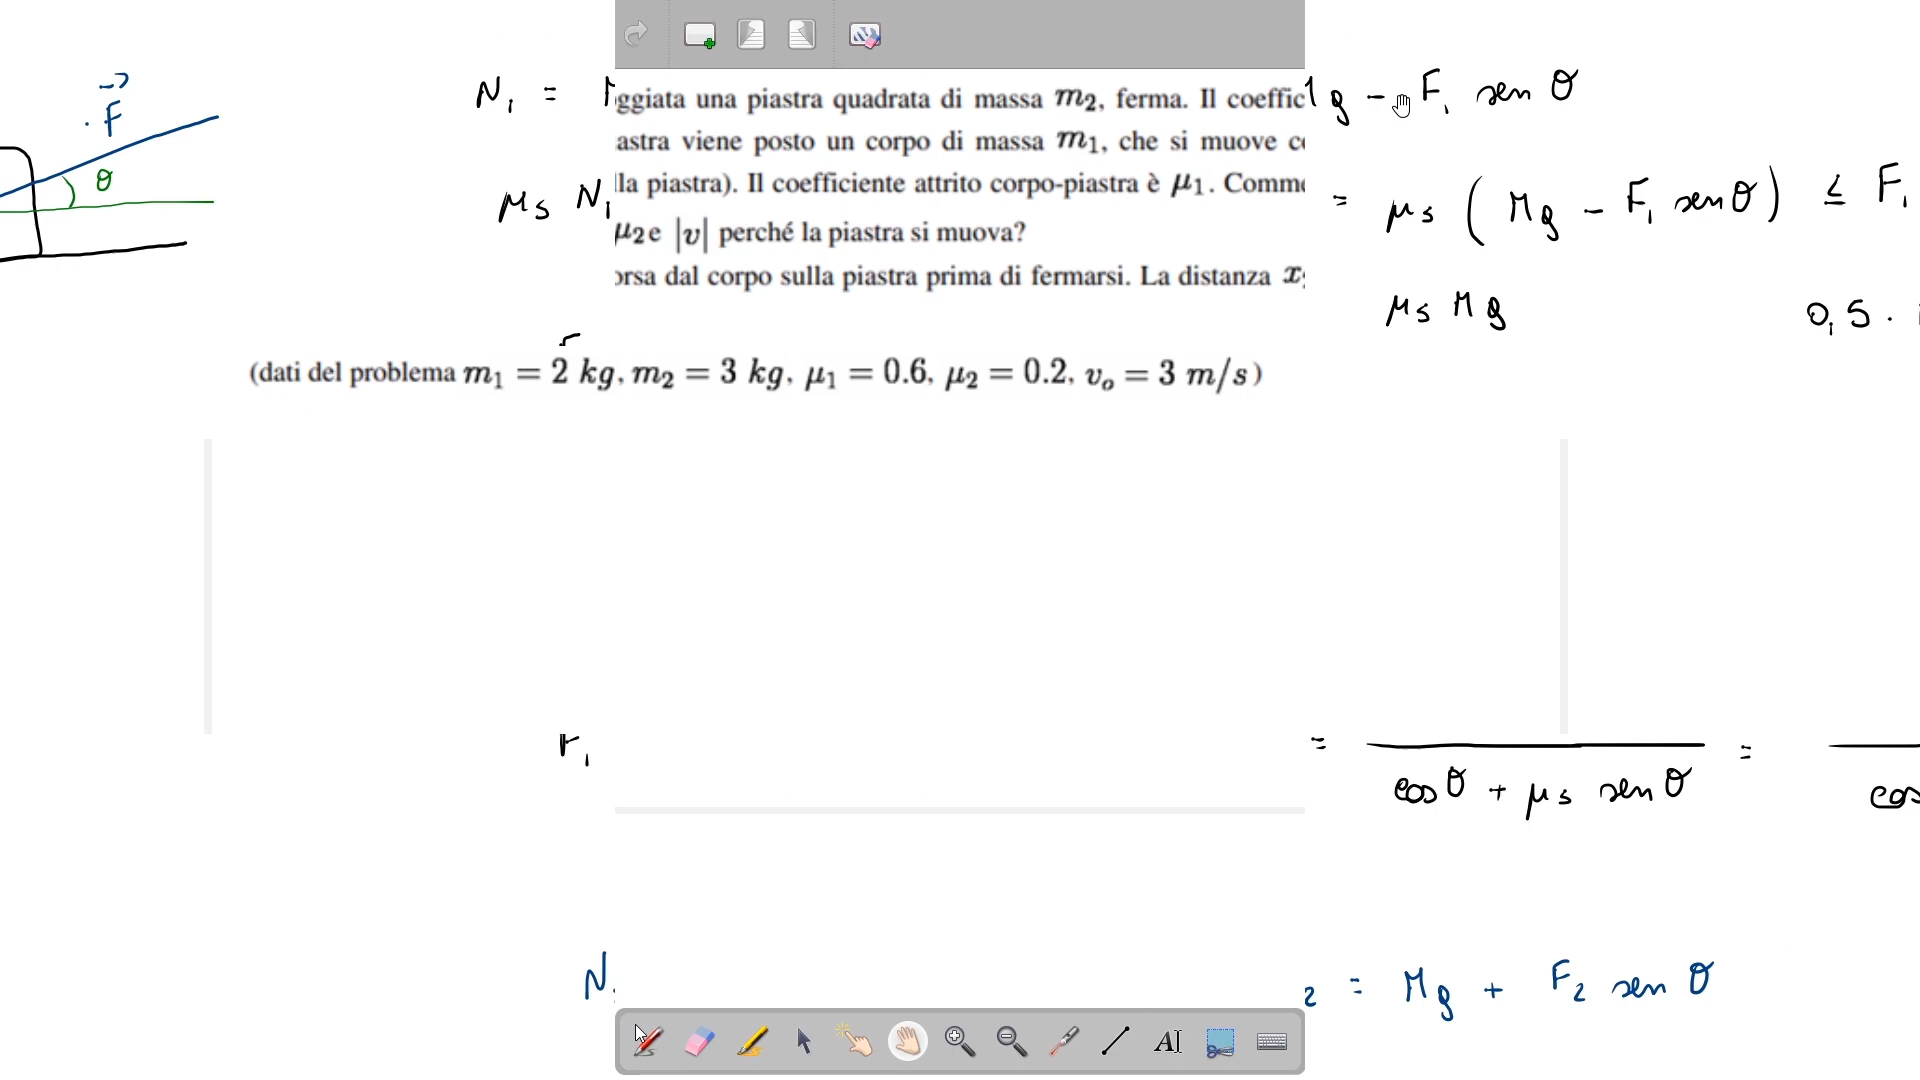 F
θ
N₁ =
g - F₁ sen θ
ggiata una piastra quadrata di massa m₂, ferma. Il coeffic
astra viene posto un corpo di massa m₁, che si muove c
lla piastra). Il coefficiente attrito corpo-piastra è μ₁. Comm
μs N₁
= μs ( Mg - F₁ sen θ ) ≤ F₁
μ₂ e |v| perché la piastra si muova?
orsa dal corpo sulla piastra prima di fermarsi. La distanza x
μs Mg
0,5 ·
(dati del problema m₁ = 2 kg, m₂ = 3 kg, μ₁ = 0.6, μ₂ = 0.2, vₒ = 3 m/s)
= =
cos θ + μs sen θ
cos
N
2 = Mg + F₂ sen θ
AI